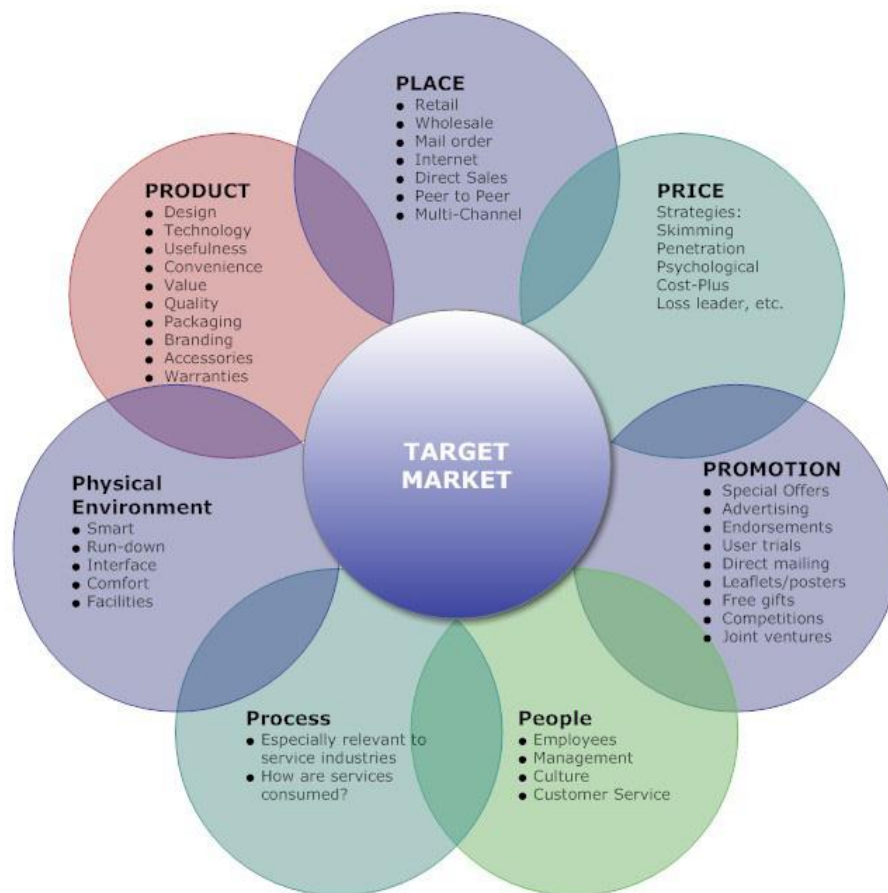 PLACE
● Retail
● Wholesale
● Mail order
● Internet
● Direct Sales
● Peer to Peer
● Multi-Channel
PRODUCT
● Design
● Technology
● Usefulness
● Convenience
● Value
● Quality
● Packaging
● Branding
● Accessories
● Warranties
PRICE
Strategies:
Skimming
Penetration
Psychological
Cost-Plus
Loss leader, etc.
TARGET
MARKET
Physical
Environment
● Smart
● Run-down
● Interface
● Comfort
● Facilities
PROMOTION
● Special Offers
● Advertising
● Endorsements
● User trials
● Direct mailing
● Leaflets/posters
● Free gifts
● Competitions
● Joint ventures
Process
● Especially relevant to
service industries
● How are services
consumed?
People
● Employees
● Management
● Culture
● Customer Service